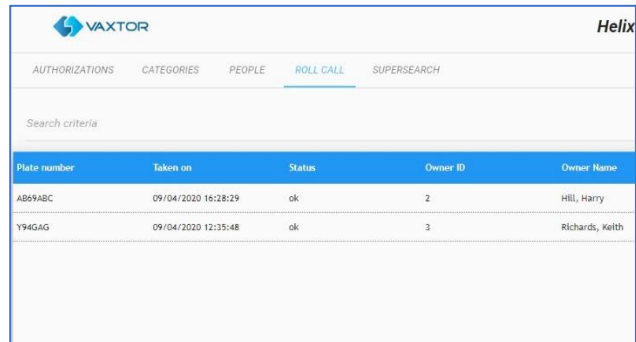 VAXTOR Helix
AUTHORIZATIONS CATEGORIES PEOPLE ROLL CALL SUPERSEARCH
Search criteria
Plate number Taken on Status Owner ID Owner Name
AB69ABC 09/04/2020 16:28:29 ok 2 Hill, Harry
Y94GAG 09/04/2020 12:35:48 ok 3 Richards, Keith